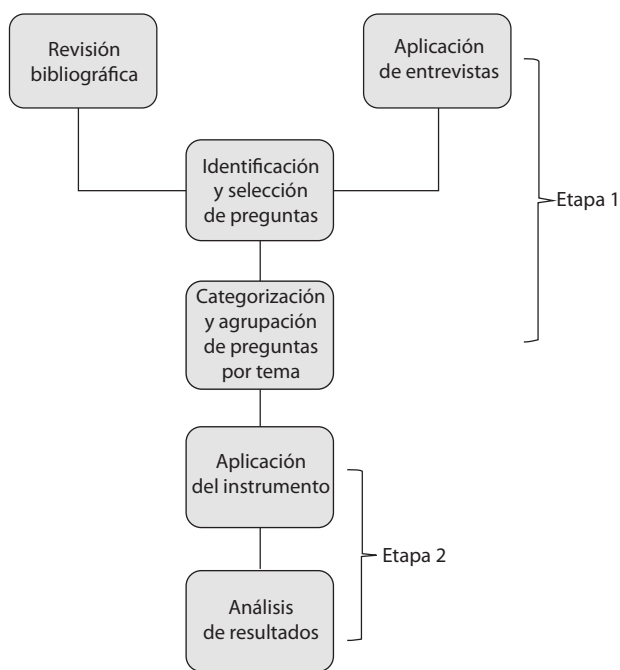 Revisión
bibliográfica
Aplicación
de entrevistas
Identificación
y selección
de preguntas
Etapa 1
Categorización
y agrupación
de preguntas
por tema
Aplicación
del instrumento
Etapa 2
Análisis
de resultados